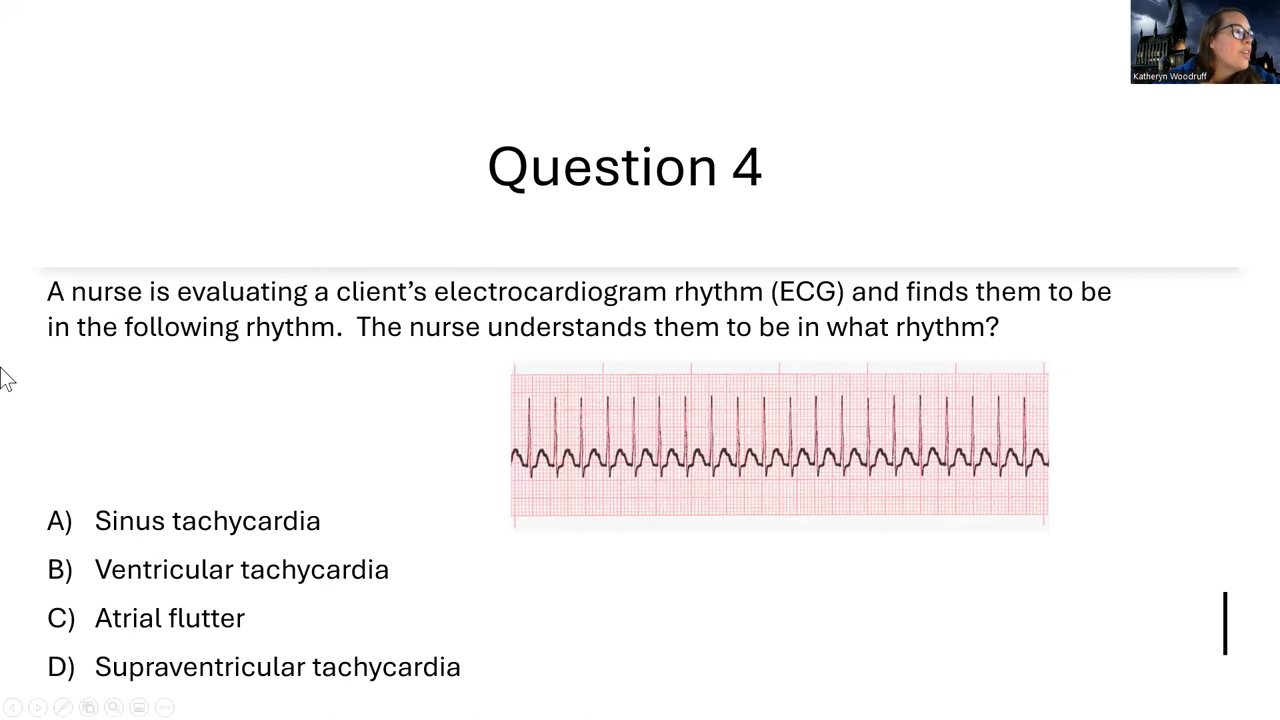 Katheryn Woodruff
Question 4
A nurse is evaluating a client’s electrocardiogram rhythm (ECG) and finds them to be
in the following rhythm.  The nurse understands them to be in what rhythm?
A) Sinus tachycardia
B) Ventricular tachycardia
C) Atrial flutter
D) Supraventricular tachycardia